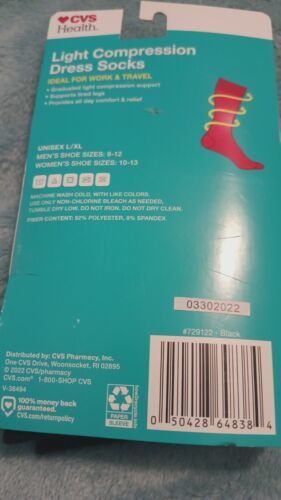 CVS
Health.
Light Compression
Dress Socks
IDEAL FOR WORK & TRAVEL
• Graduated light compression support
• Supports tired legs
• Provides all day comfort & relief
UNISEX L/XL
MEN'S SHOE SIZES: 9-12
WOMEN'S SHOE SIZES: 10-13
MACHINE WASH COLD, WITH LIKE COLORS.
USE ONLY NON-CHLORINE BLEACH AS NEEDED,
TUMBLE DRY LOW. DO NOT IRON. DO NOT DRY CLEAN.
FIBER CONTENT: 92% POLYESTER, 8% SPANDEX
03302022
#729122 - Black
Distributed by: CVS Pharmacy, Inc.
One CVS Drive, Woonsocket, RI 02895
© 2022 CVS/pharmacy
CVS.com® 1-800-SHOP CVS
V-36494
100% money back
guaranteed.
CVS.com/returnpolicy
PAPER
SLEEVE
how2recycle.info
0 50428 64838 4